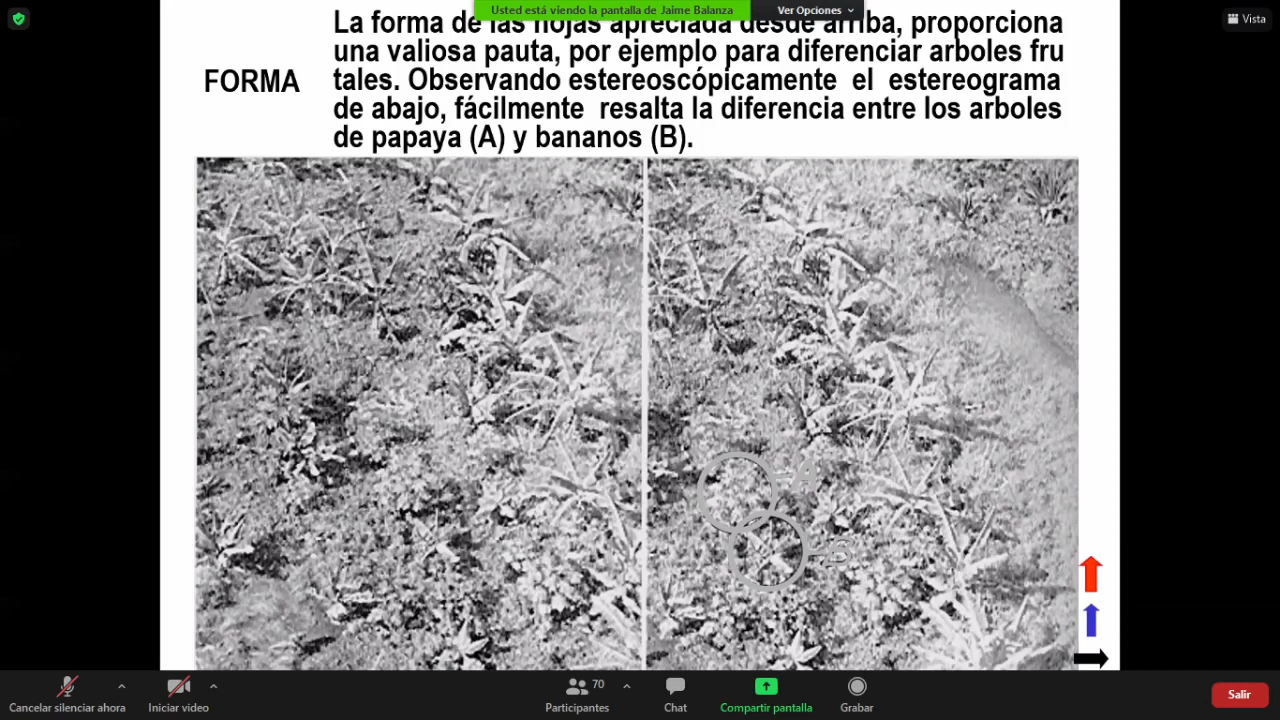 Usted está viendo la pantalla de Jaime Balanza
Ver Opciones
Vista
FORMA
La forma de las hojas apreciada desde arriba, proporciona
una valiosa pauta, por ejemplo para diferenciar arboles fru
tales. Observando estereoscópicamente el estereograma
de abajo, fácilmente resalta la diferencia entre los arboles
de papaya (A) y bananos (B).
A
B
Cancelar silenciar ahora
Iniciar video
70
Participantes
Chat
Compartir pantalla
Grabar
Salir